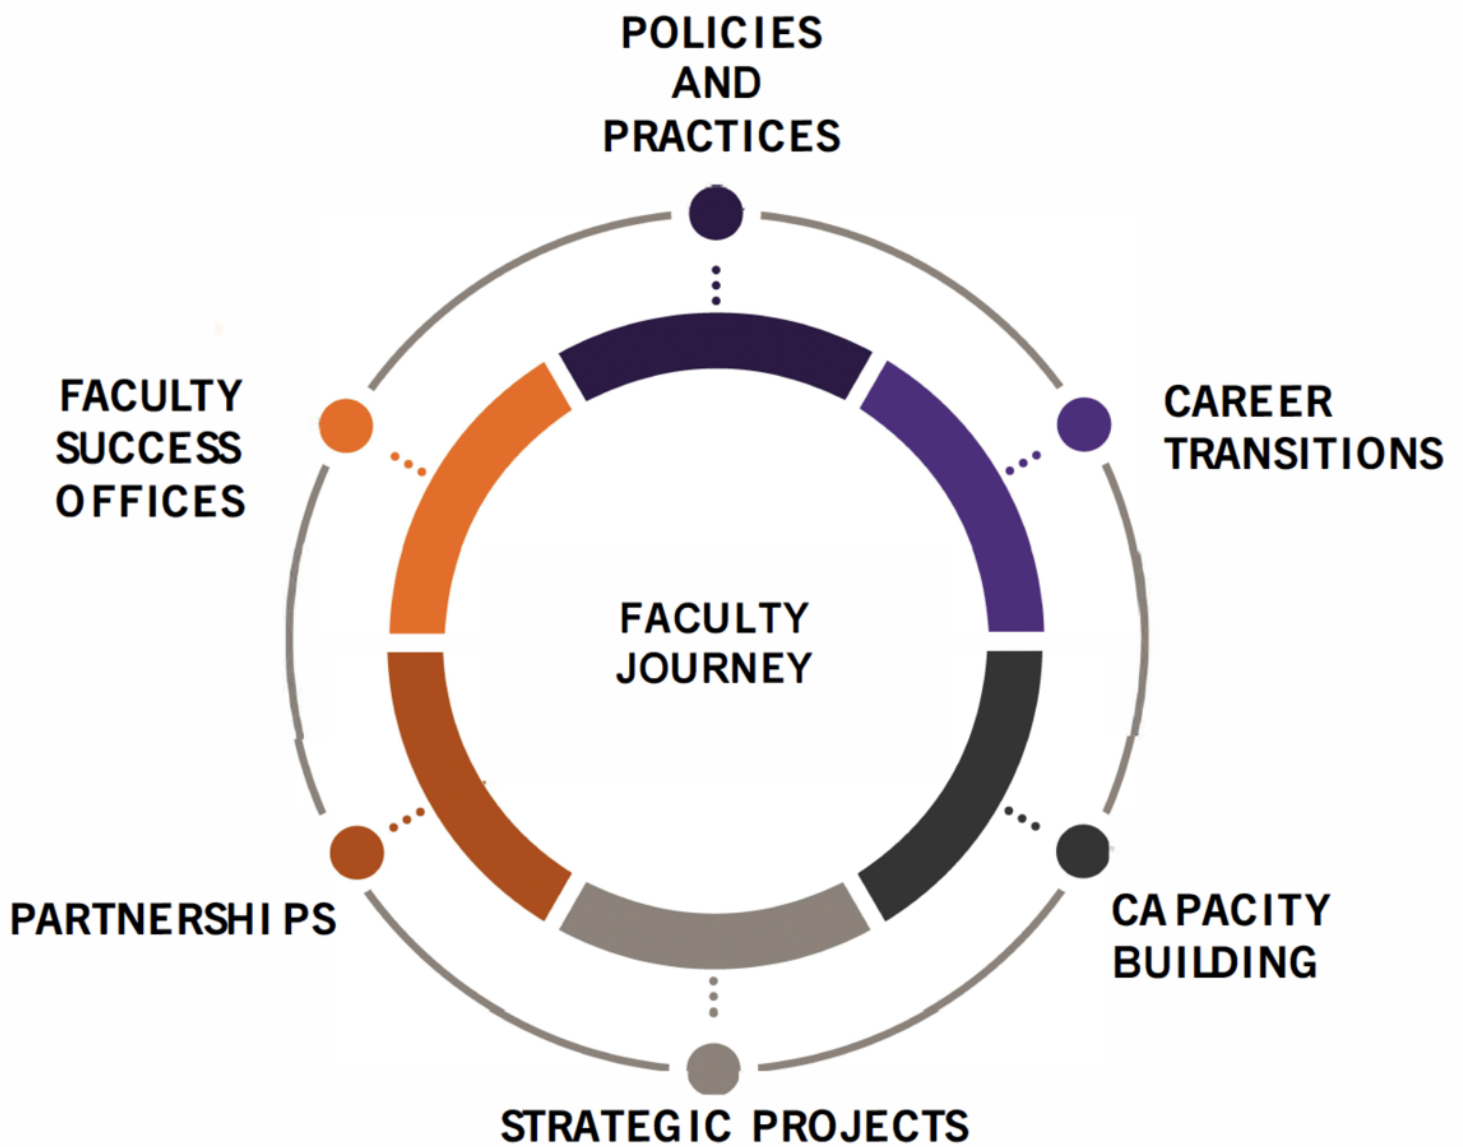 POLICIES
AND
PRACTICES
FACULTY
SUCCESS
OFFICES
CAREER
TRANSITIONS
FACULTY
JOURNEY
PARTNERSHIPS
CAPACITY
BUILDING
STRATEGIC PROJECTS